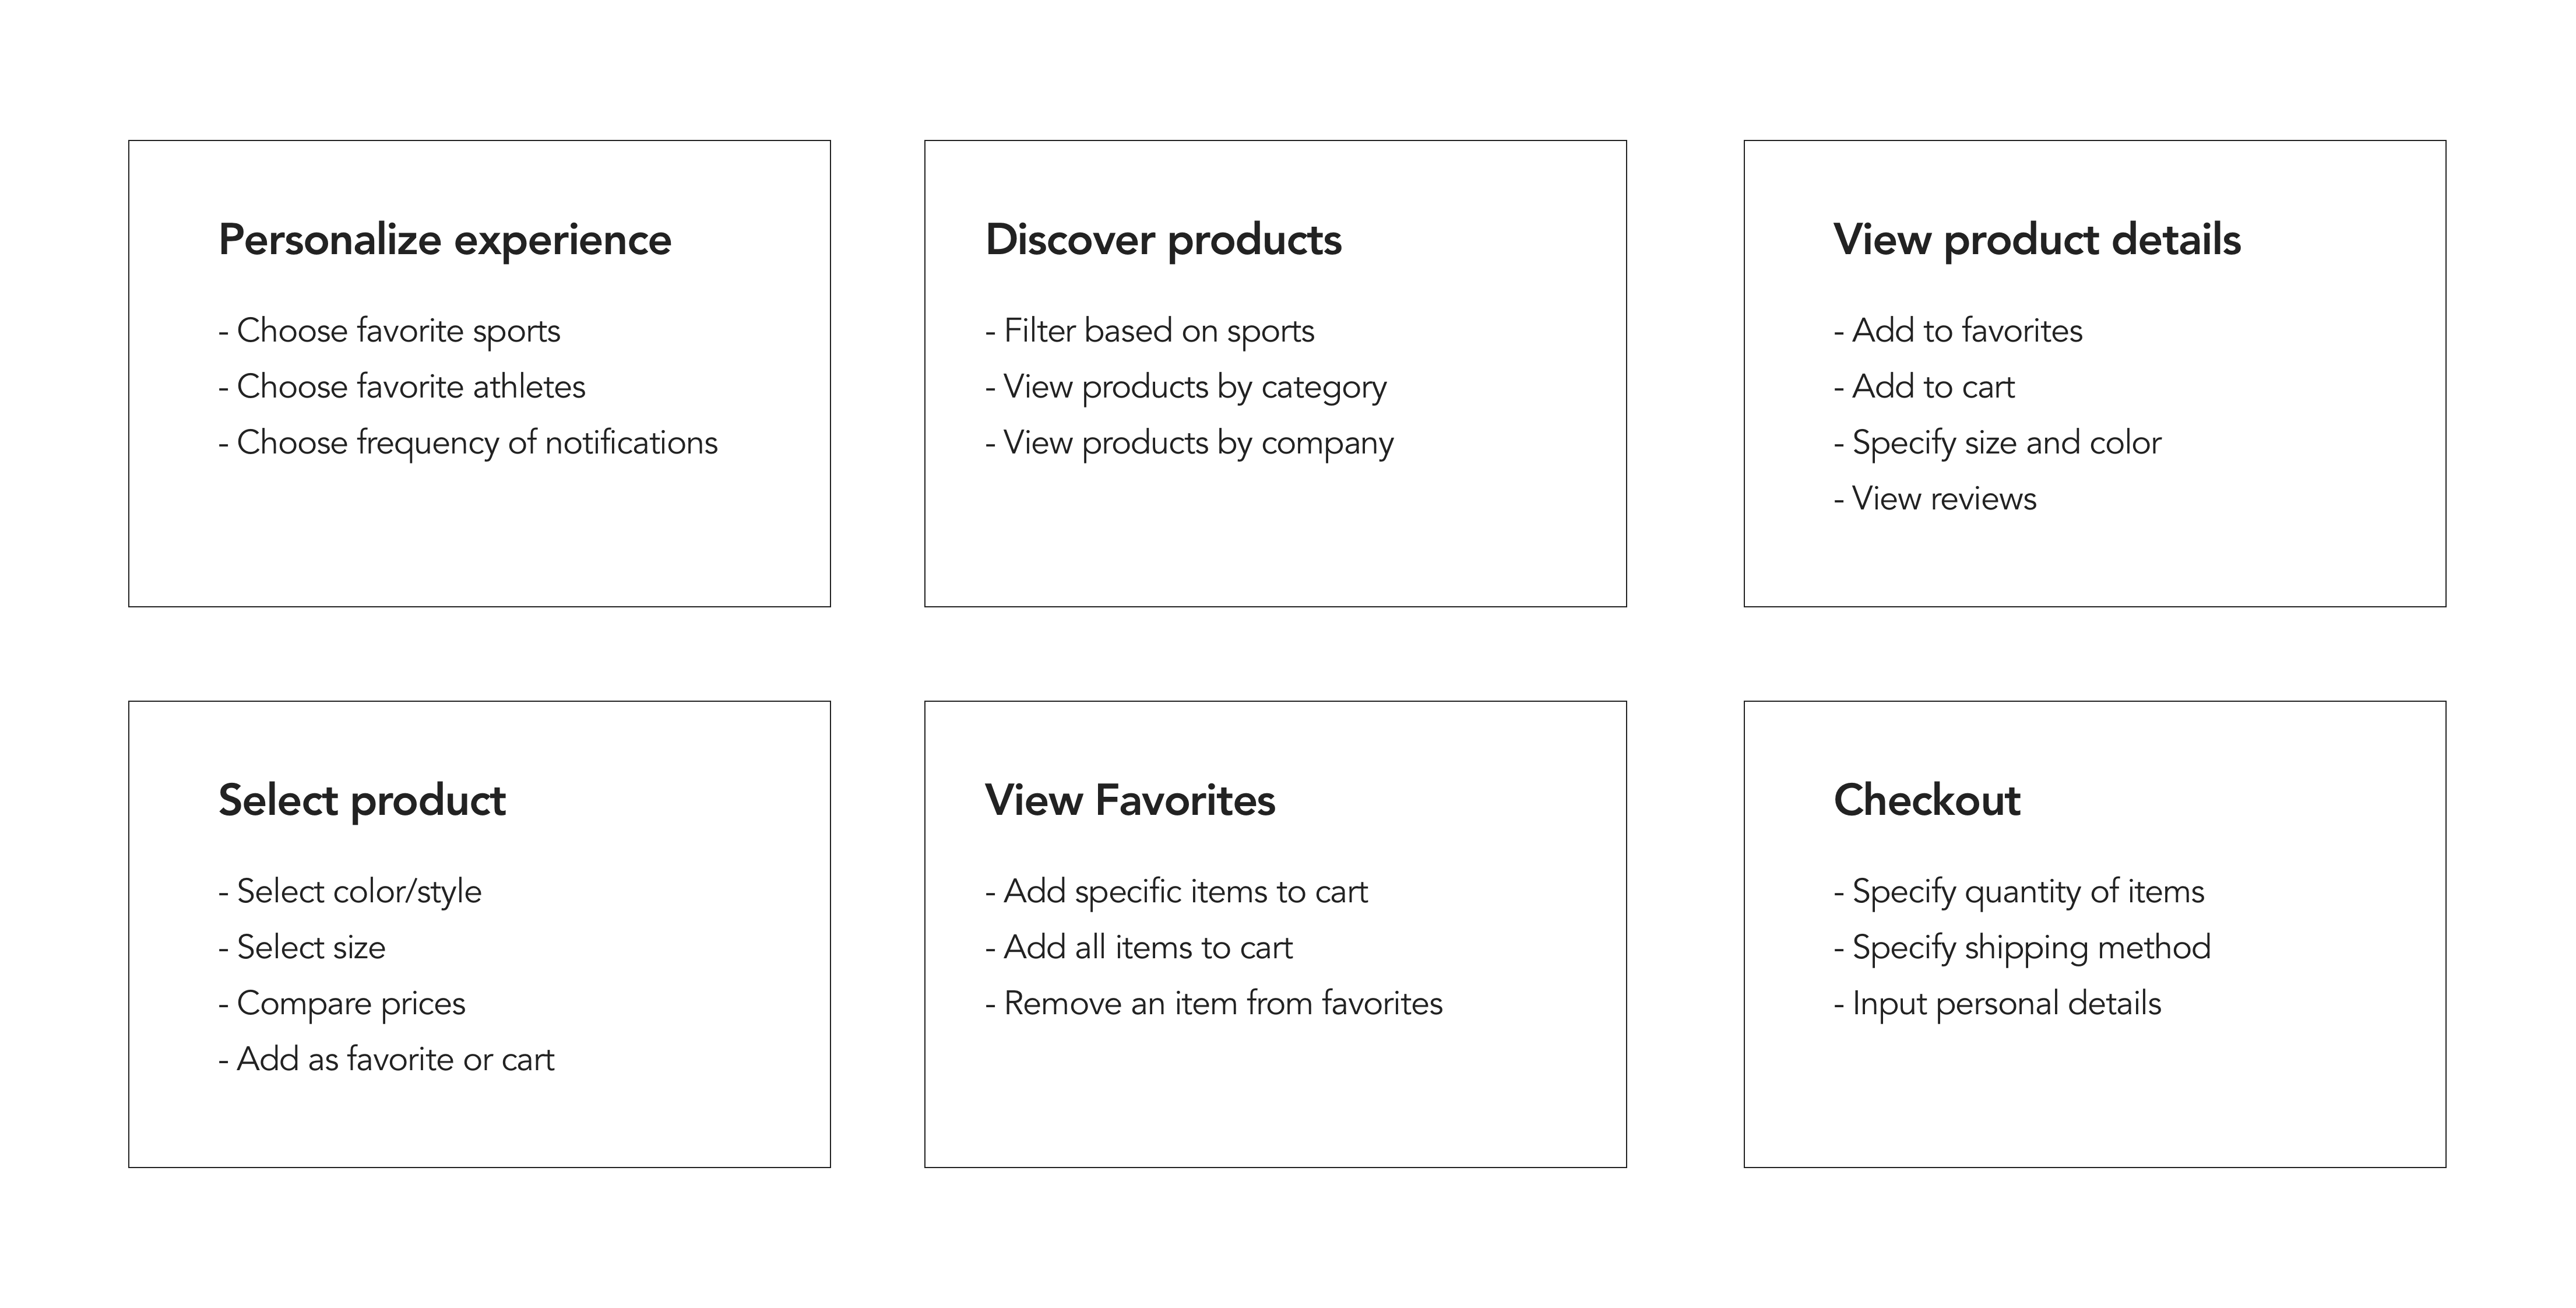 Personalize experience
- Choose favorite sports
- Choose favorite athletes
- Choose frequency of notifications
Discover products
- Filter based on sports
- View products by category
- View products by company
View product details
- Add to favorites
- Add to cart
- Specify size and color
- View reviews
Select product
- Select color/style
- Select size
- Compare prices
- Add as favorite or cart
View Favorites
- Add specific items to cart
- Add all items to cart
- Remove an item from favorites
Checkout
- Specify quantity of items
- Specify shipping method
- Input personal details